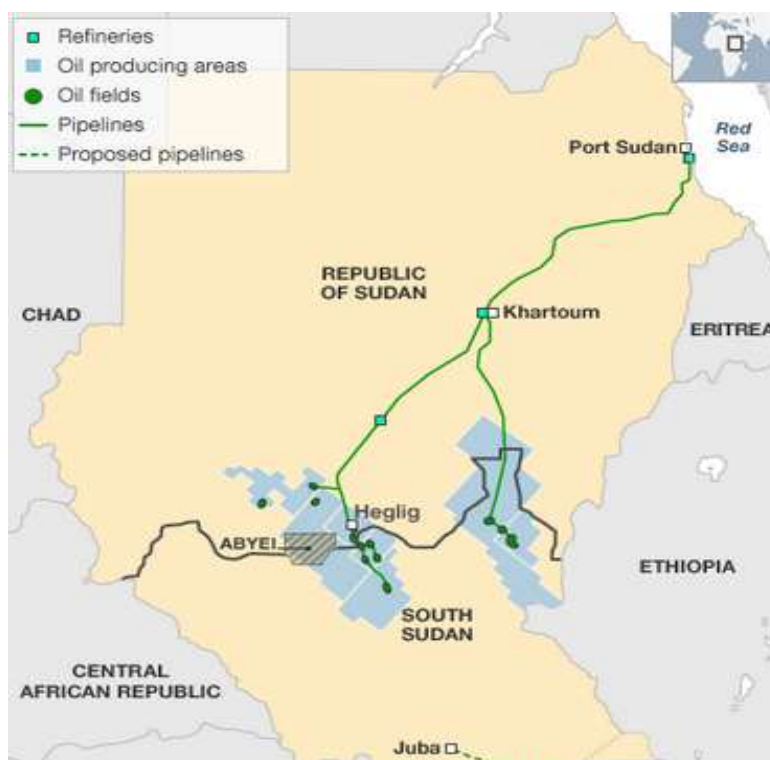 Refineries
Oil producing areas
Oil fields
Pipelines
Proposed pipelines
Port Sudan
Red
Sea
REPUBLIC
OF SUDAN
CHAD
Khartoum
ERITREA
Heglig
ABYEI
ETHIOPIA
SOUTH
SUDAN
CENTRAL
AFRICAN REPUBLIC
Juba